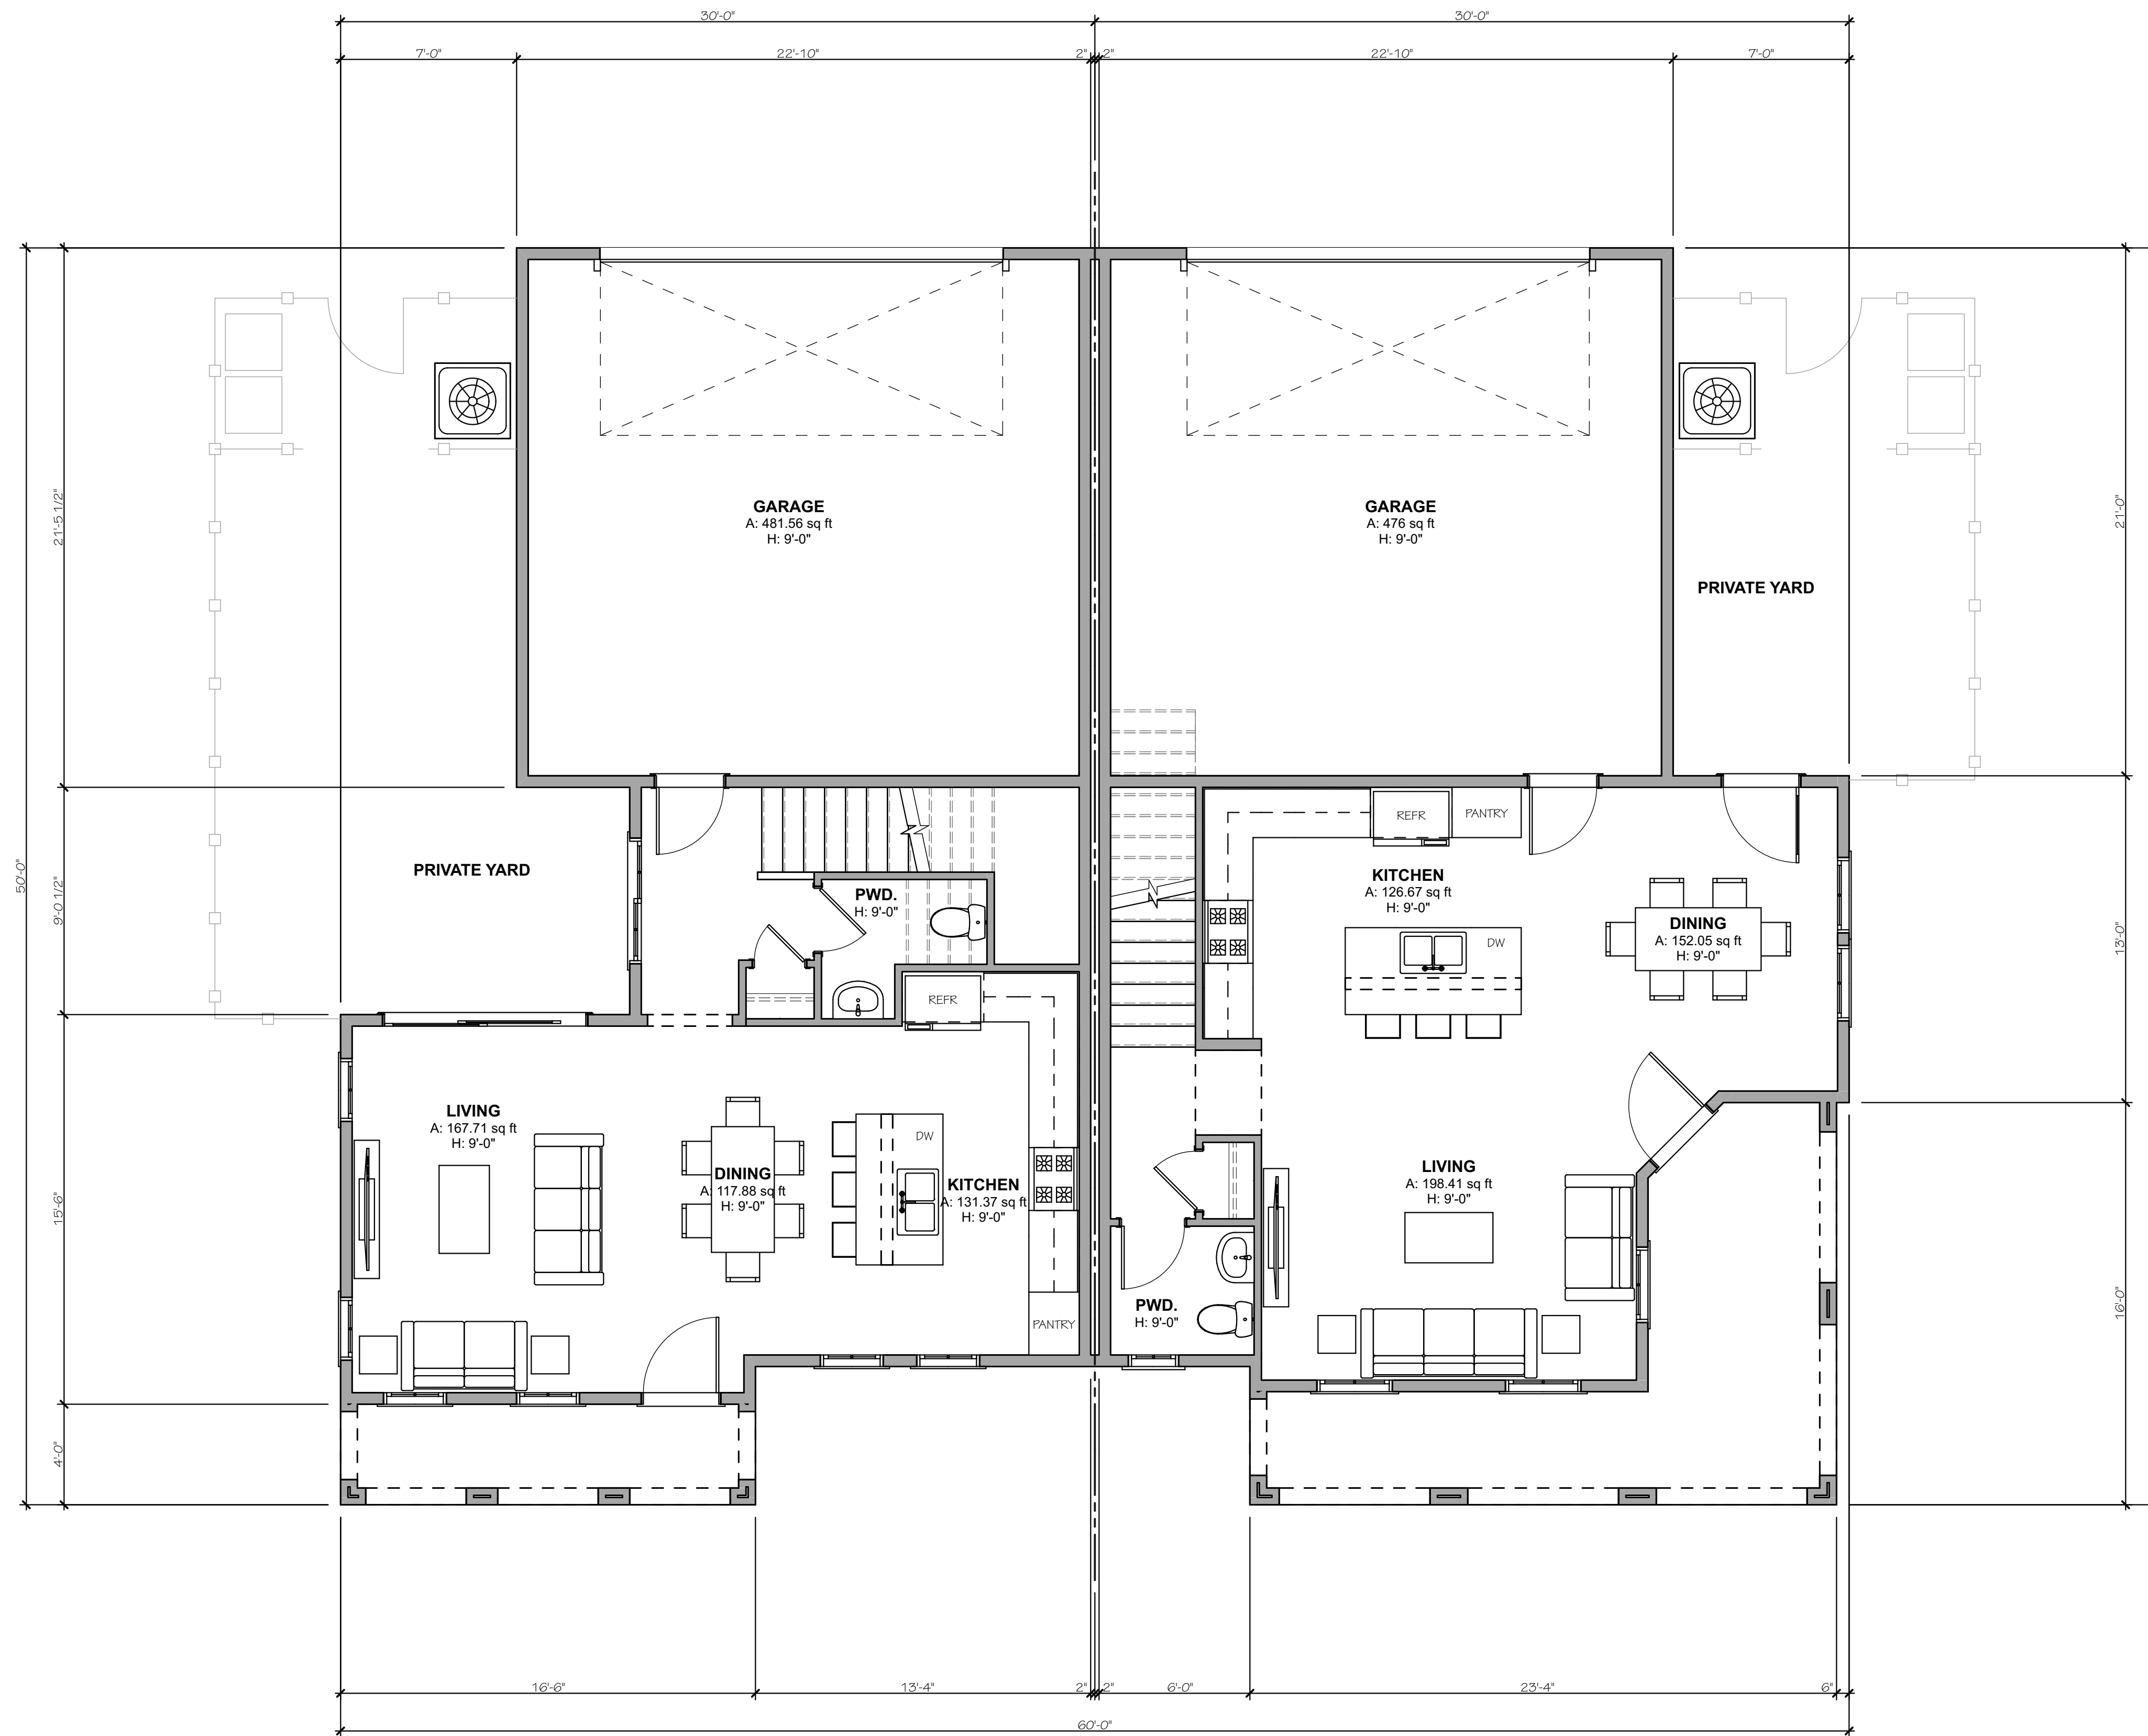 30'-0"
30'-0"
7'-0"
22'-10"
2"
2"
22'-10"
7'-0"
GARAGE
A: 481.56 sq ft
H: 9'-0"
GARAGE
A: 476 sq ft
H: 9'-0"
21'-5 1/2"
21'-0"
PRIVATE YARD
REFR
PANTRY
PRIVATE YARD
KITCHEN
A: 126.67 sq ft
H: 9'-0"
50'-0"
9'-0 1/2"
PWD.
H: 9'-0"
DINING
A: 152.05 sq ft
H: 9'-0"
DW
13'-0"
REFR
LIVING
A: 167.71 sq ft
H: 9'-0"
DW
DINING
A: 117.88 sq ft
H: 9'-0"
KITCHEN
A: 131.37 sq ft
H: 9'-0"
LIVING
A: 198.41 sq ft
H: 9'-0"
15'-6"
PWD.
H: 9'-0"
16'-0"
PANTRY
4'-0"
16'-6"
13'-4"
2"
2"
6'-0"
23'-4"
6"
60'-0"